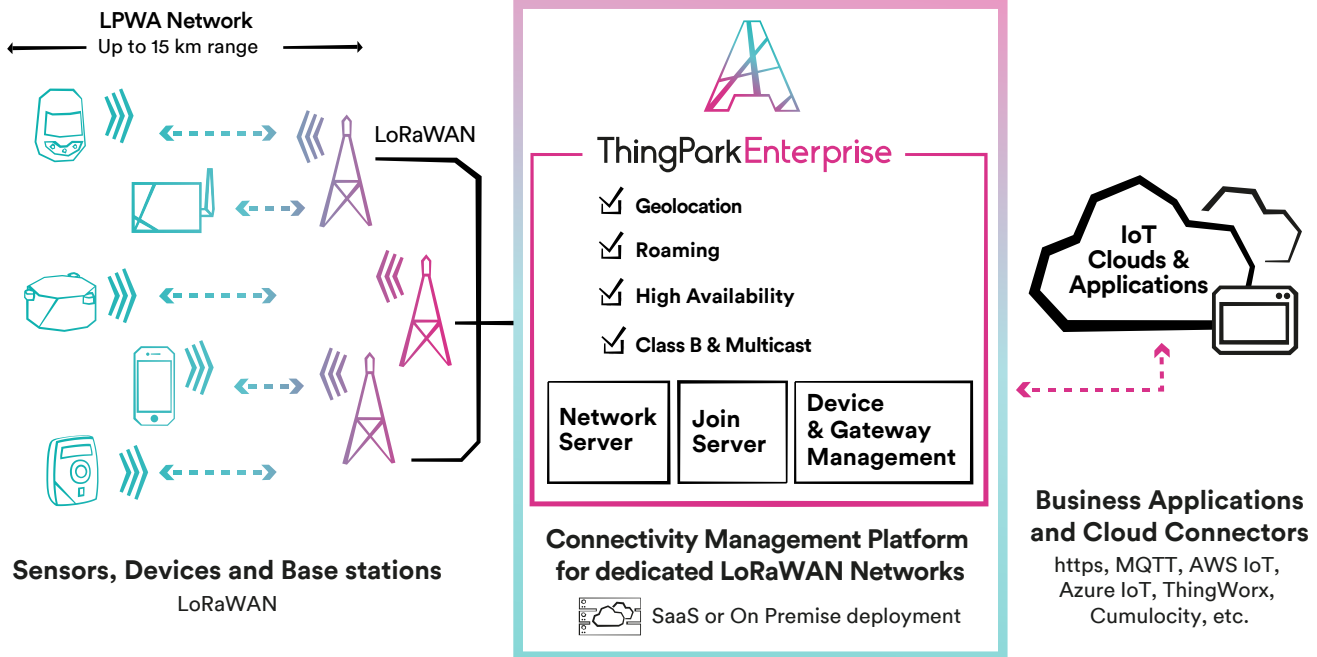 LPWA Network
Up to 15 km range
LoRaWAN
Sensors, Devices and Base stations
LoRaWAN
ThingParkEnterprise
Geolocation
Roaming
High Availability
Class B & Multicast
Network
Server
Join
Server
Device
& Gateway
Management
Connectivity Management Platform
for dedicated LoRaWAN Networks
SaaS or On Premise deployment
IoT
Clouds &
Applications
Business Applications
and Cloud Connectors
https, MQTT, AWS IoT,
Azure IoT, ThingWorx,
Cumulocity, etc.